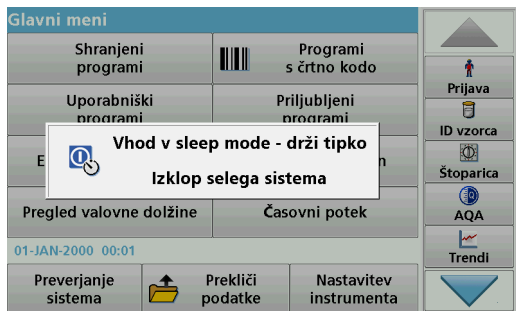 Glavni meni
Shranjeni
programi
Programi
s črtno kodo
Uporabniški
programi
Priljubljeni
programi
Vhod v sleep mode - drži tipko
Izklop selega sistema
Pregled valovne dolžine
Časovni potek
01-JAN-2000 00:01
Preverjanje
sistema
Prekliči
podatke
Nastavitev
instrumenta
Prijava
ID vzorca
Štoparica
AQA
Trendi